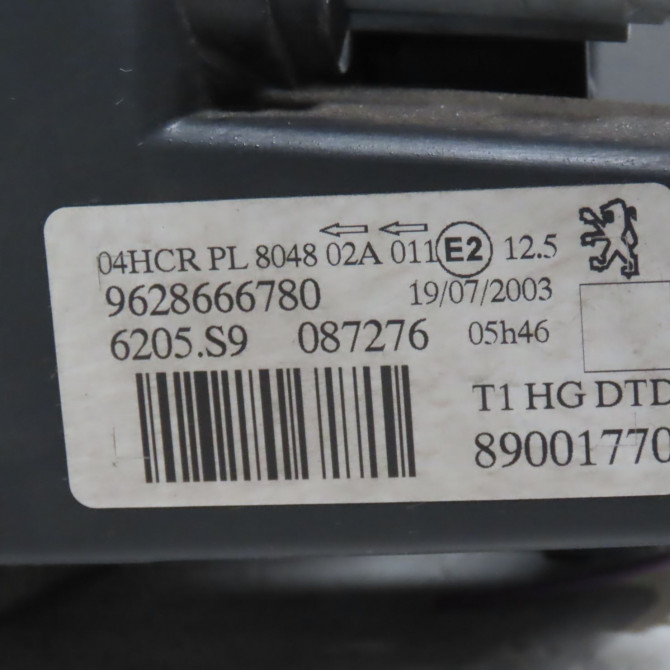 04HCR PL 8048 02A 011 E2 12.5
9628666780 19/07/2003
6205.S9 087276 05h46
T1 HG DTD
89001770